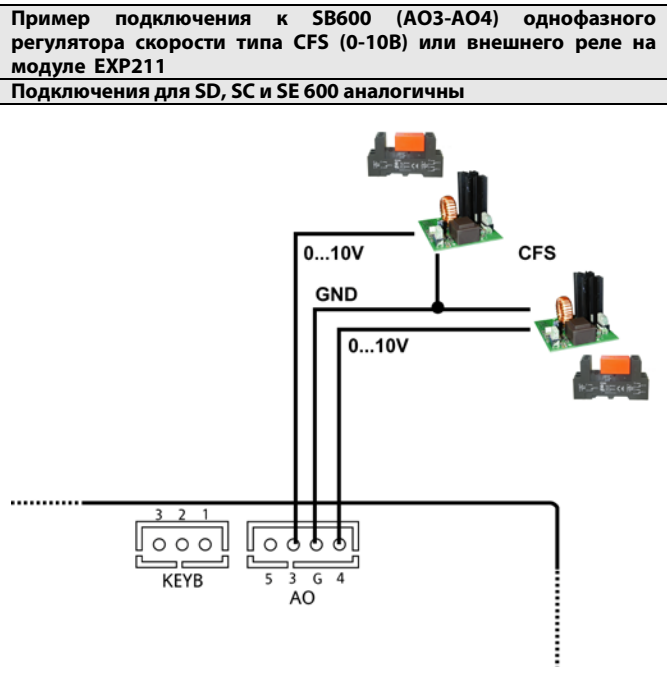 Пример подключения к SB600 (AO3-AO4) однофазного
регулятора скорости типа CFS (0-10В) или внешнего реле на
модуле EXP211
Подключения для SD, SC и SE 600 аналогичны
0...10V
CFS
GND
0...10V
3 2 1
KEYB
5 3 G 4
AO